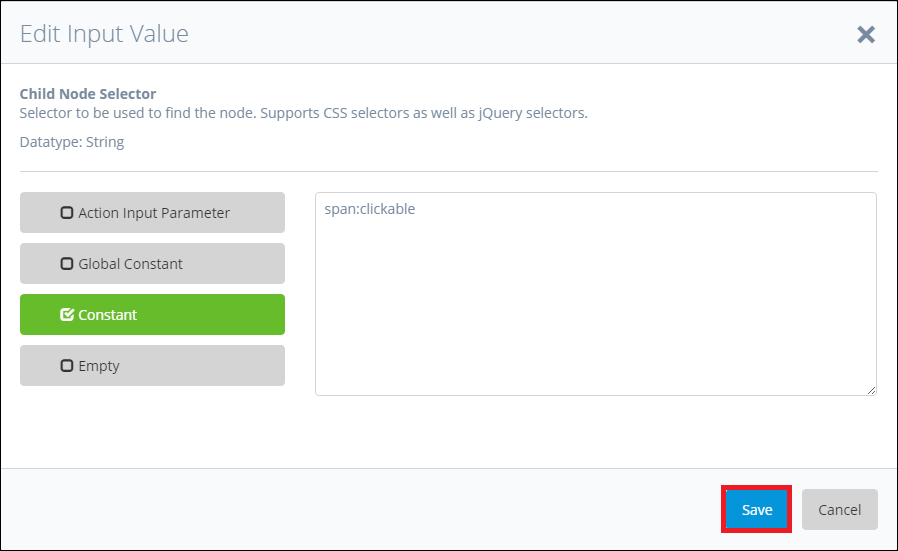 Edit Input Value
Child Node Selector
Selector to be used to find the node. Supports CSS selectors as well as jQuery selectors.
Datatype: String
Action Input Parameter
span:clickable
Global Constant
Constant
Empty
Save
Cancel